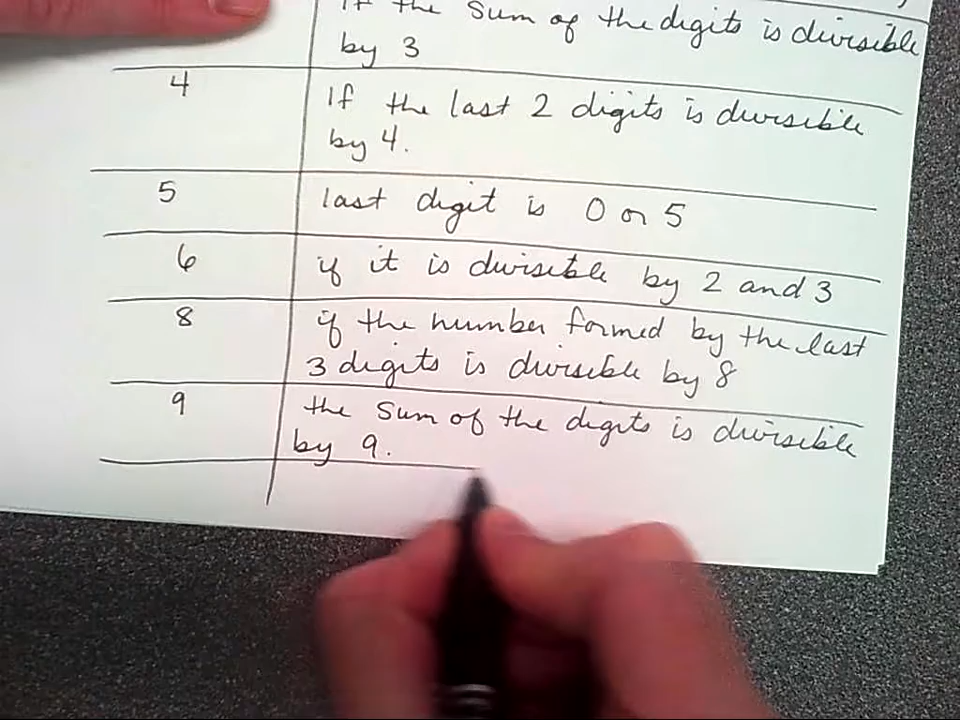 If the sum of the digits is divisible
by 3
4
If the last 2 digits is divisible
by 4.
5
last digit is 0 or 5
6
if it is divisible by 2 and 3
8
if the number formed by the last
3 digits is divisible by 8
9
the sum of the digits is divisible
by 9.